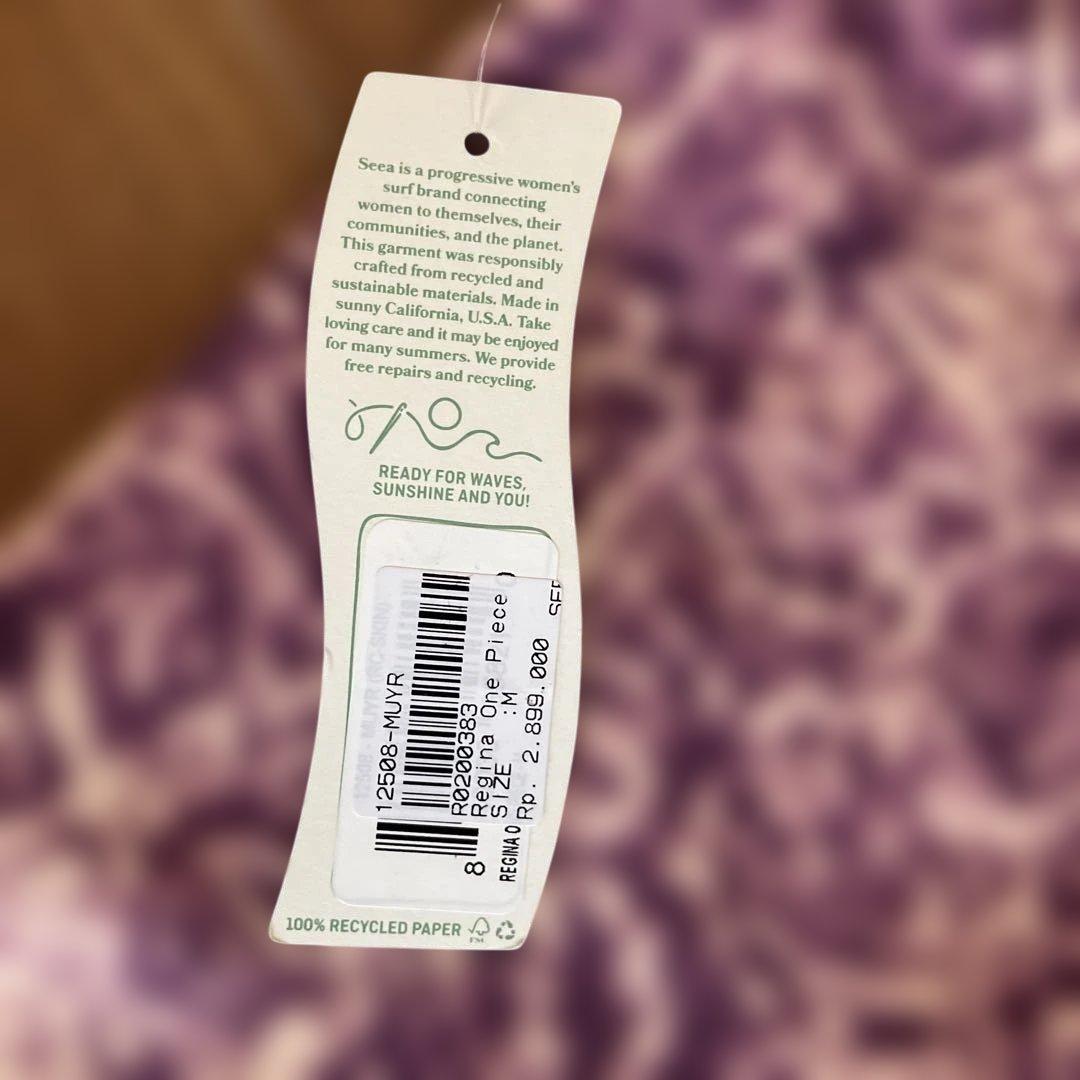 Seea is a progressive women's
surf brand connecting
women to themselves, their
communities, and the planet.
This garment was responsibly
crafted from recycled and
sustainable materials. Made in
sunny California, U.S.A. Take
loving care and it may be enjoyed
for many summers. We provide
free repairs and recycling.
READY FOR WAVES,
SUNSHINE AND YOU!
12508-MUYR
R0200383
Regina One Piece
SIZE :M
Rp. 2.899.000
8
REGINA O
100% RECYCLED PAPER
FSC